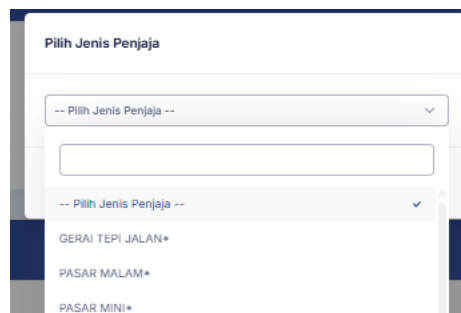 Pilih Jenis Penjaja
-- Pilih Jenis Penjaja --
-- Pilih Jenis Penjaja --
GERAI TEPI JALAN*
PASAR MALAM*
PASAR MINI*